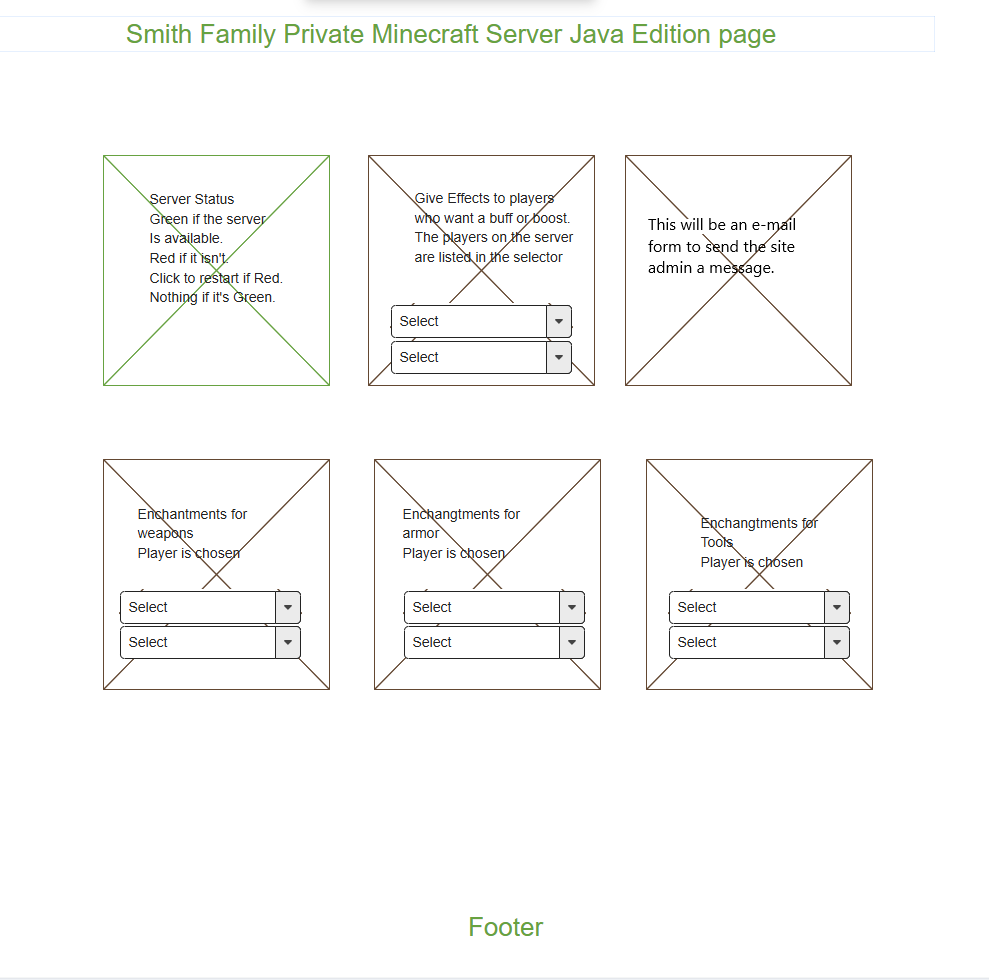 Smith Family Private Minecraft Server Java Edition page
Server Status
Green if the server
Is available.
Red if it isn't.
Click to restart if Red.
Nothing if it's Green.
Give Effects to players
who want a buff or boost.
The players on the server
are listed in the selector
Select
Select
This will be an e-mail
form to send the site
admin a message.
Enchantments for
weapons
Player is chosen
Select
Select
Enchangtments for
armor
Player is chosen
Select
Select
Enchangtments for
Tools
Player is chosen
Select
Select
Footer